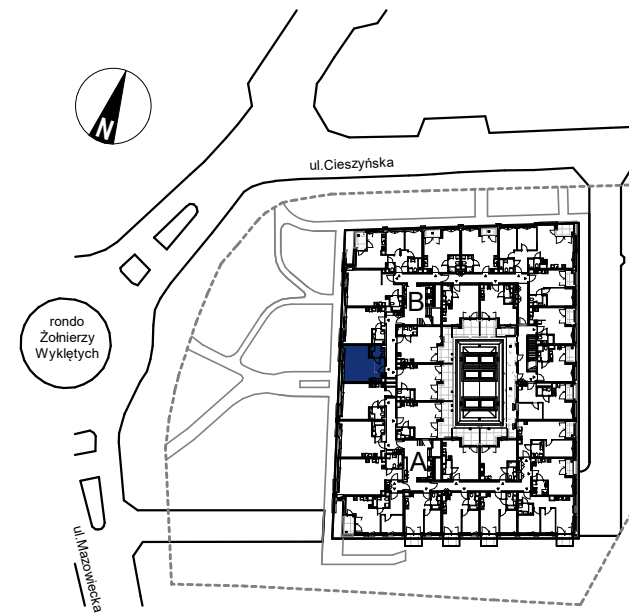 N
ul.Cieszyńska
B
rondo
Żołnierzy
Wyklętych
A
ul.Mazowiecka